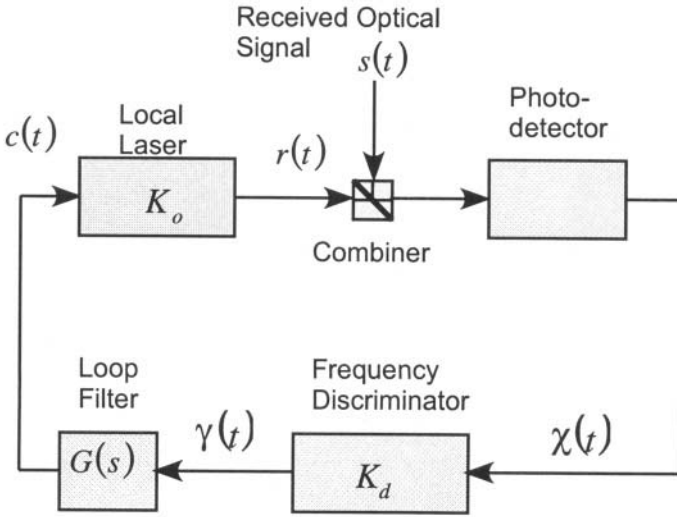 Received Optical
Signal
s(t)
Local
Laser
Photo-
detector
c(t)
r(t)
K_o
Combiner
Loop
Filter
Frequency
Discriminator
γ(t)
χ(t)
G(s)
K_d